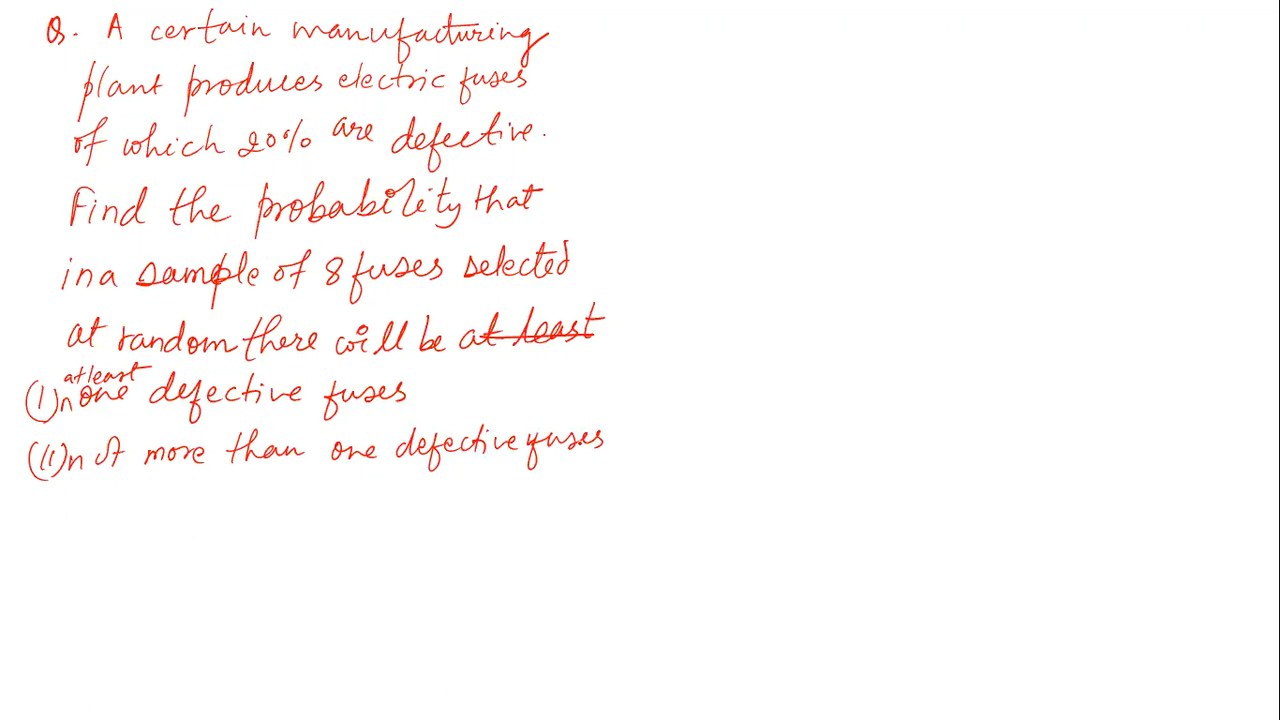 Q. A certain manufacturing
plant produces electric fuses
of which 20% are defective.
Find the probability that
in a sample of 8 fuses selected
at random there will be at least
at least
(I) none defective fuses
(II) not more than one defective fuses